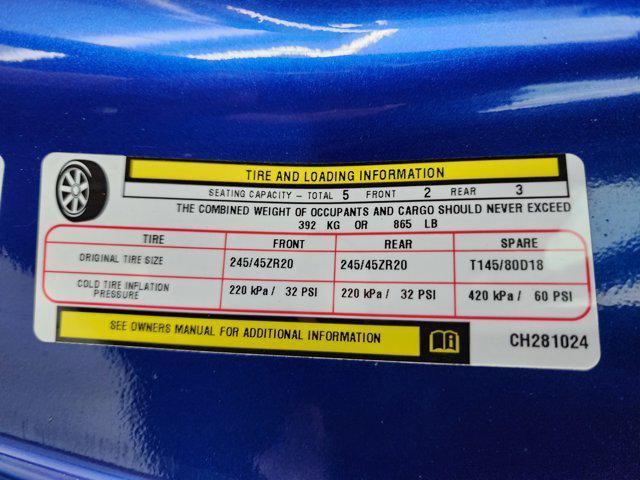 TIRE AND LOADING INFORMATION
SEATING CAPACITY - TOTAL 5 FRONT 2 REAR 3
THE COMBINED WEIGHT OF OCCUPANTS AND CARGO SHOULD NEVER EXCEED
392 KG OR 865 LB
TIRE FRONT REAR SPARE
ORIGINAL TIRE SIZE 245/45ZR20 245/45ZR20 T145/80D18
COLD TIRE INFLATION PRESSURE 220 kPa / 32 PSI 220 kPa / 32 PSI 420 kPa / 60 PSI
SEE OWNERS MANUAL FOR ADDITIONAL INFORMATION
CH281024